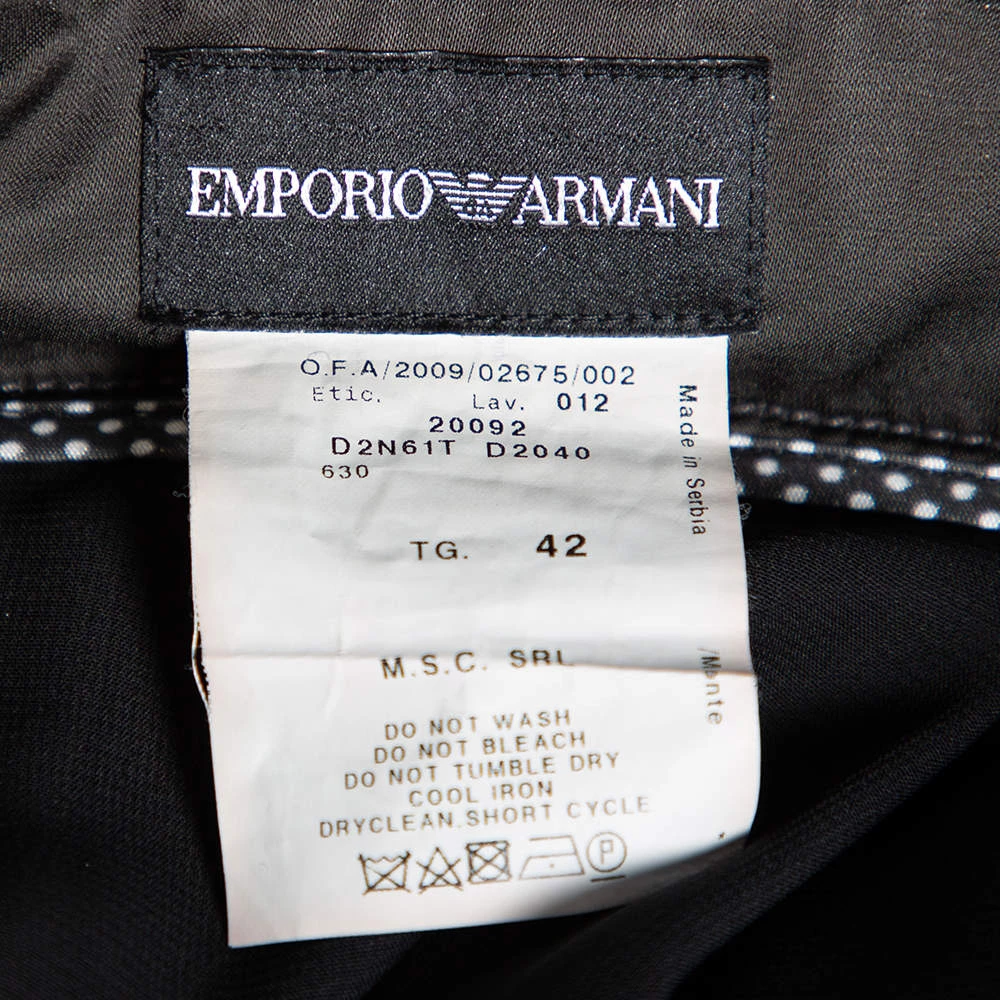 EMPORIO ARMANI
O.F.A/2009/02675/002
Etic. Lav. 012
20092
D2N61T D2040
630
TG. 42
M.S.C. SRL
DO NOT WASH
DO NOT BLEACH
DO NOT TUMBLE DRY
COOL IRON
DRYCLEAN.SHORT CYCLE
P
Made in Serbia